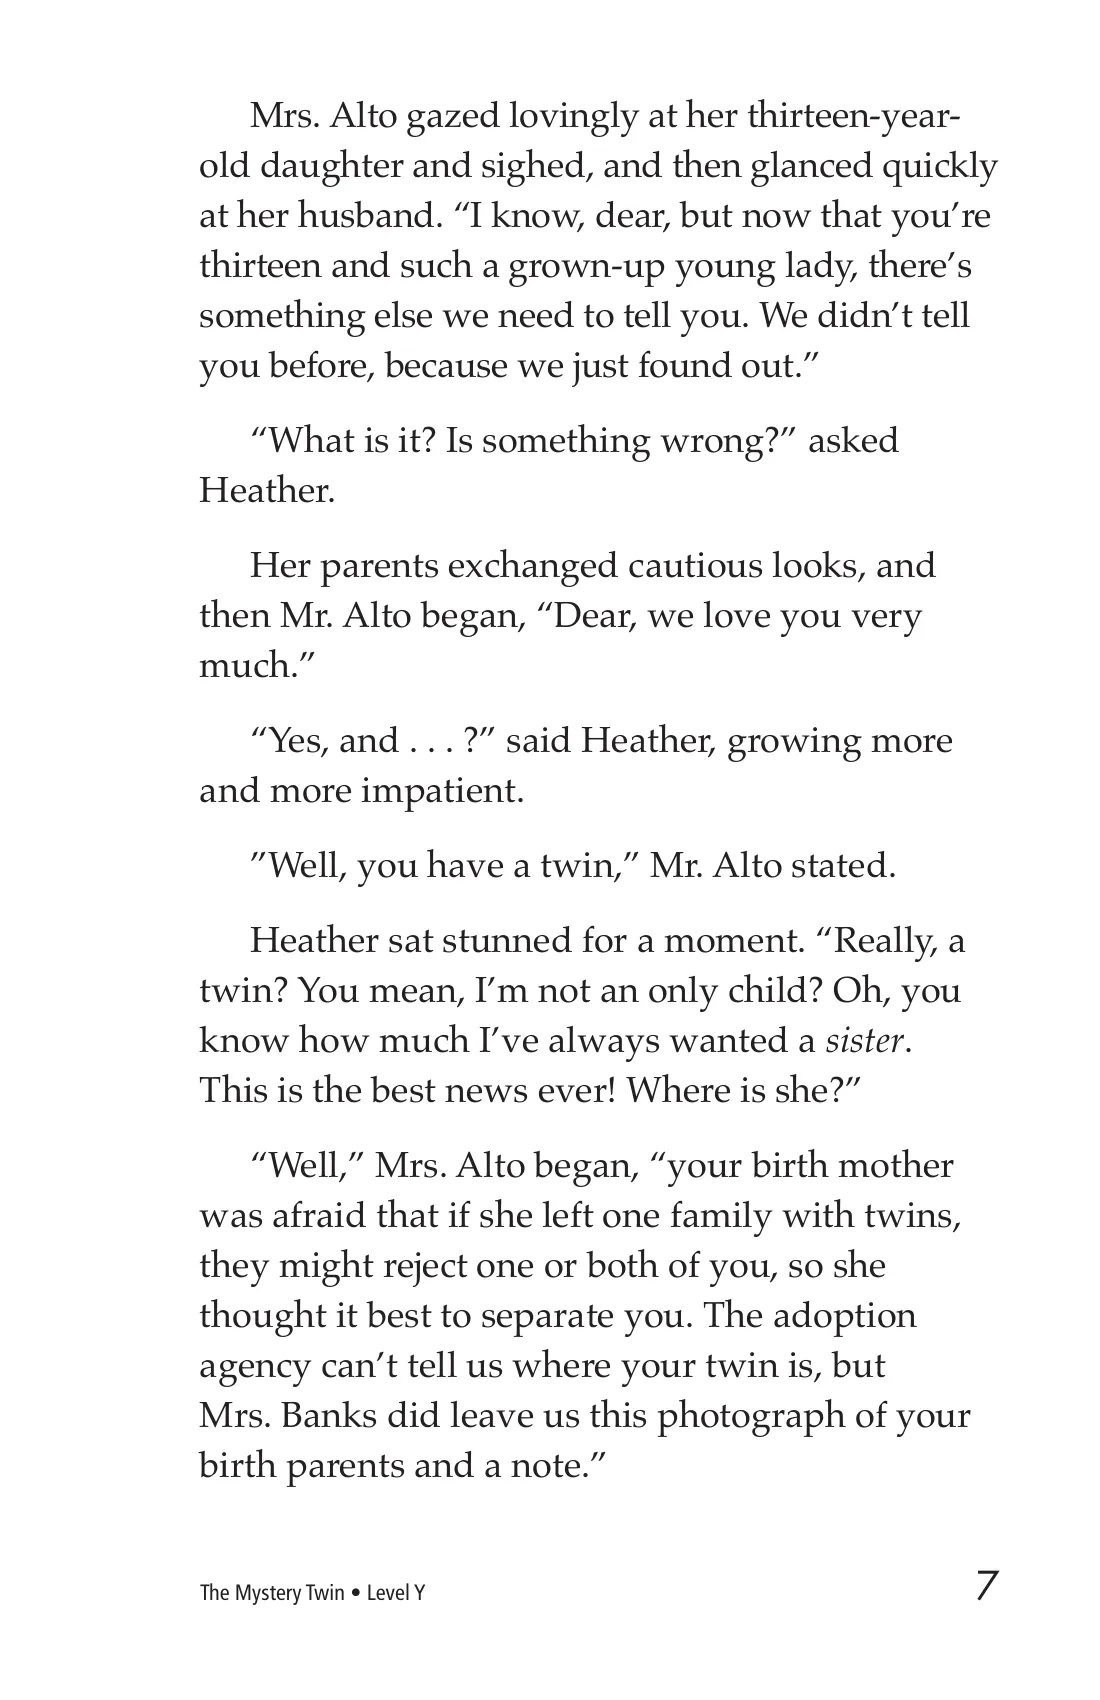 Mrs. Alto gazed lovingly at her thirteen-year-
old daughter and sighed, and then glanced quickly
at her husband. “I know, dear, but now that you’re
thirteen and such a grown-up young lady, there’s
something else we need to tell you. We didn’t tell
you before, because we just found out.”
“What is it? Is something wrong?” asked
Heather.
Her parents exchanged cautious looks, and
then Mr. Alto began, “Dear, we love you very
much.”
“Yes, and . . . ?” said Heather, growing more
and more impatient.
”Well, you have a twin,” Mr. Alto stated.
Heather sat stunned for a moment. “Really, a
twin? You mean, I’m not an only child? Oh, you
know how much I’ve always wanted a sister.
This is the best news ever! Where is she?”
“Well,” Mrs. Alto began, “your birth mother
was afraid that if she left one family with twins,
they might reject one or both of you, so she
thought it best to separate you. The adoption
agency can’t tell us where your twin is, but
Mrs. Banks did leave us this photograph of your
birth parents and a note.”
The Mystery Twin • Level Y
7